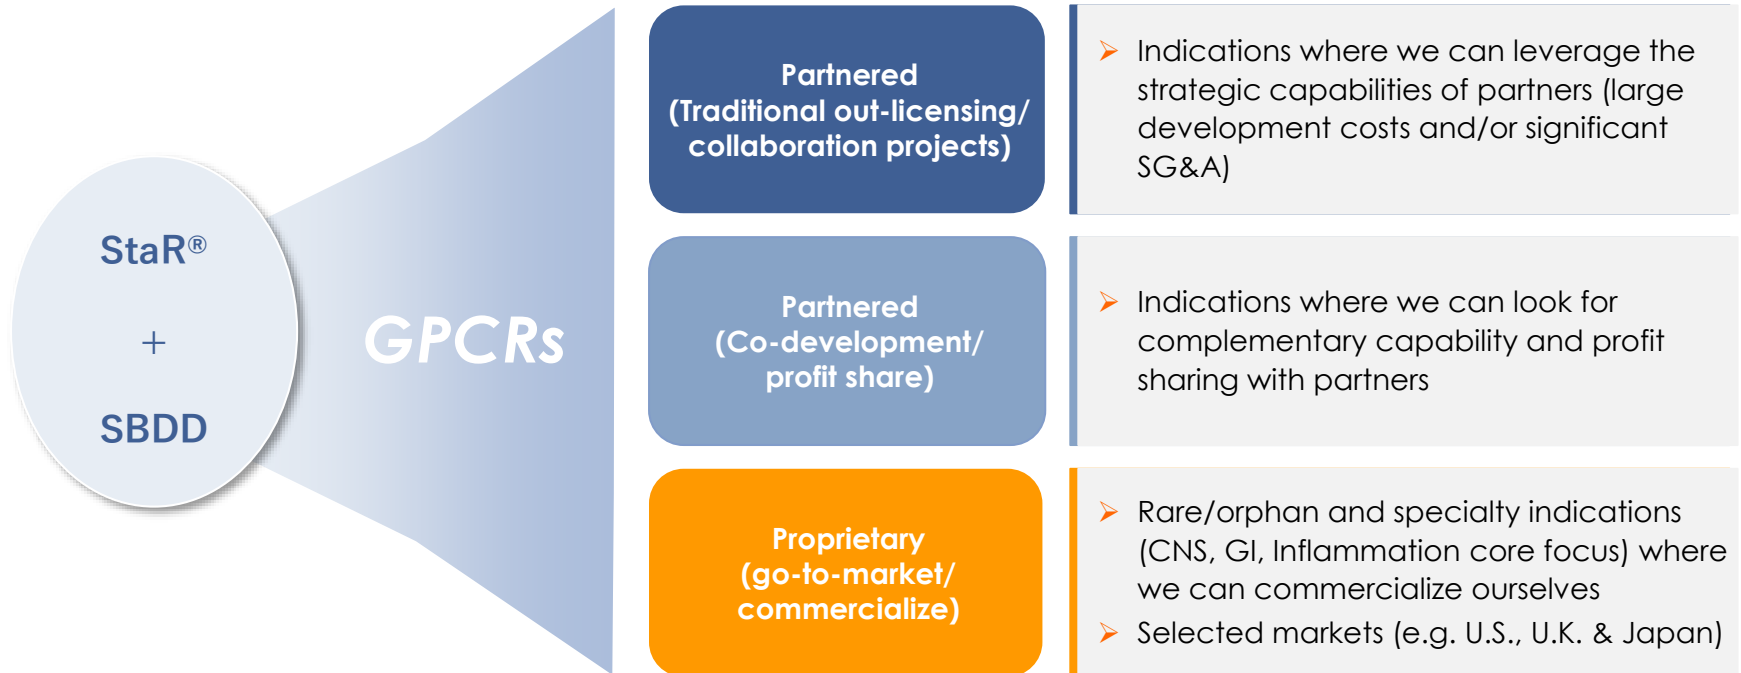 StaR®
+
SBDD
GPCRs
Partnered
(Traditional out-licensing/
collaboration projects)
➢ Indications where we can leverage the
strategic capabilities of partners (large
development costs and/or significant
SG&A)
Partnered
(Co-development/
profit share)
➢ Indications where we can look for
complementary capability and profit
sharing with partners
Proprietary
(go-to-market/
commercialize)
➢ Rare/orphan and specialty indications
(CNS, GI, Inflammation core focus) where
we can commercialize ourselves
➢ Selected markets (e.g. U.S., U.K. & Japan)